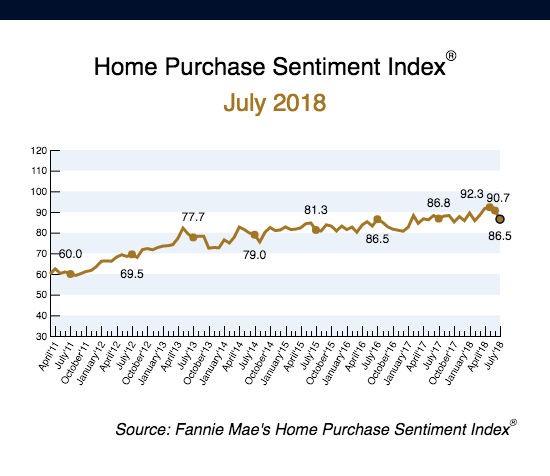 Home Purchase Sentiment Index®
July 2018
120
110
100
90
80
70
60
50
40
30
60.0
69.5
77.7
79.0
81.3
86.5
86.8
92.3
90.7
86.5
April'11
July'11
October'11
January'12
April'12
July'12
October'12
January'13
April'13
July'13
October'13
January'14
April'14
July'14
October'14
January'15
April'15
July'15
October'15
January'16
April'16
July'16
October'16
January'17
April'17
July'17
October'17
January'18
April'18
July'18
Source: Fannie Mae's Home Purchase Sentiment Index®